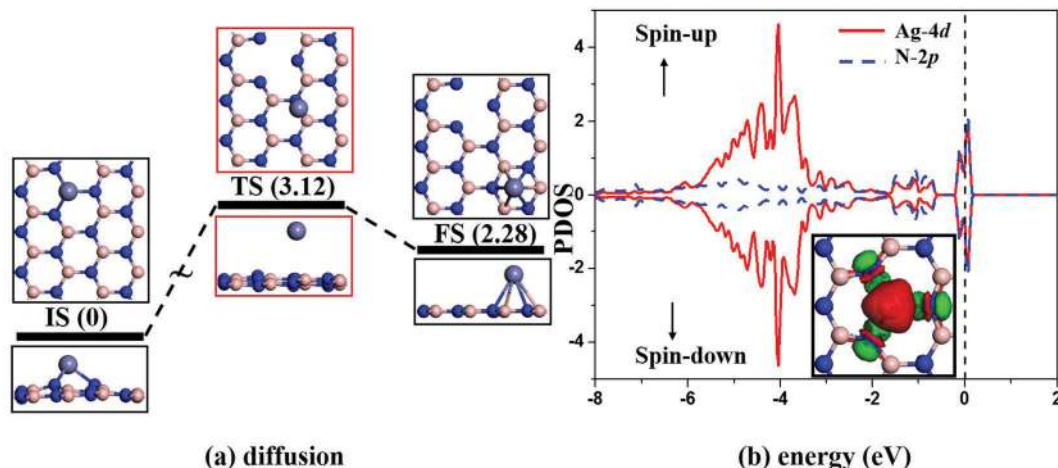 TS (3.12)
FS (2.28)
IS (0)
(a) diffusion
Spin-up
Ag-4d
N-2p
PDOS
4
2
0
-2
-4
Spin-down
-8
-6
-4
-2
0
2
(b) energy (eV)